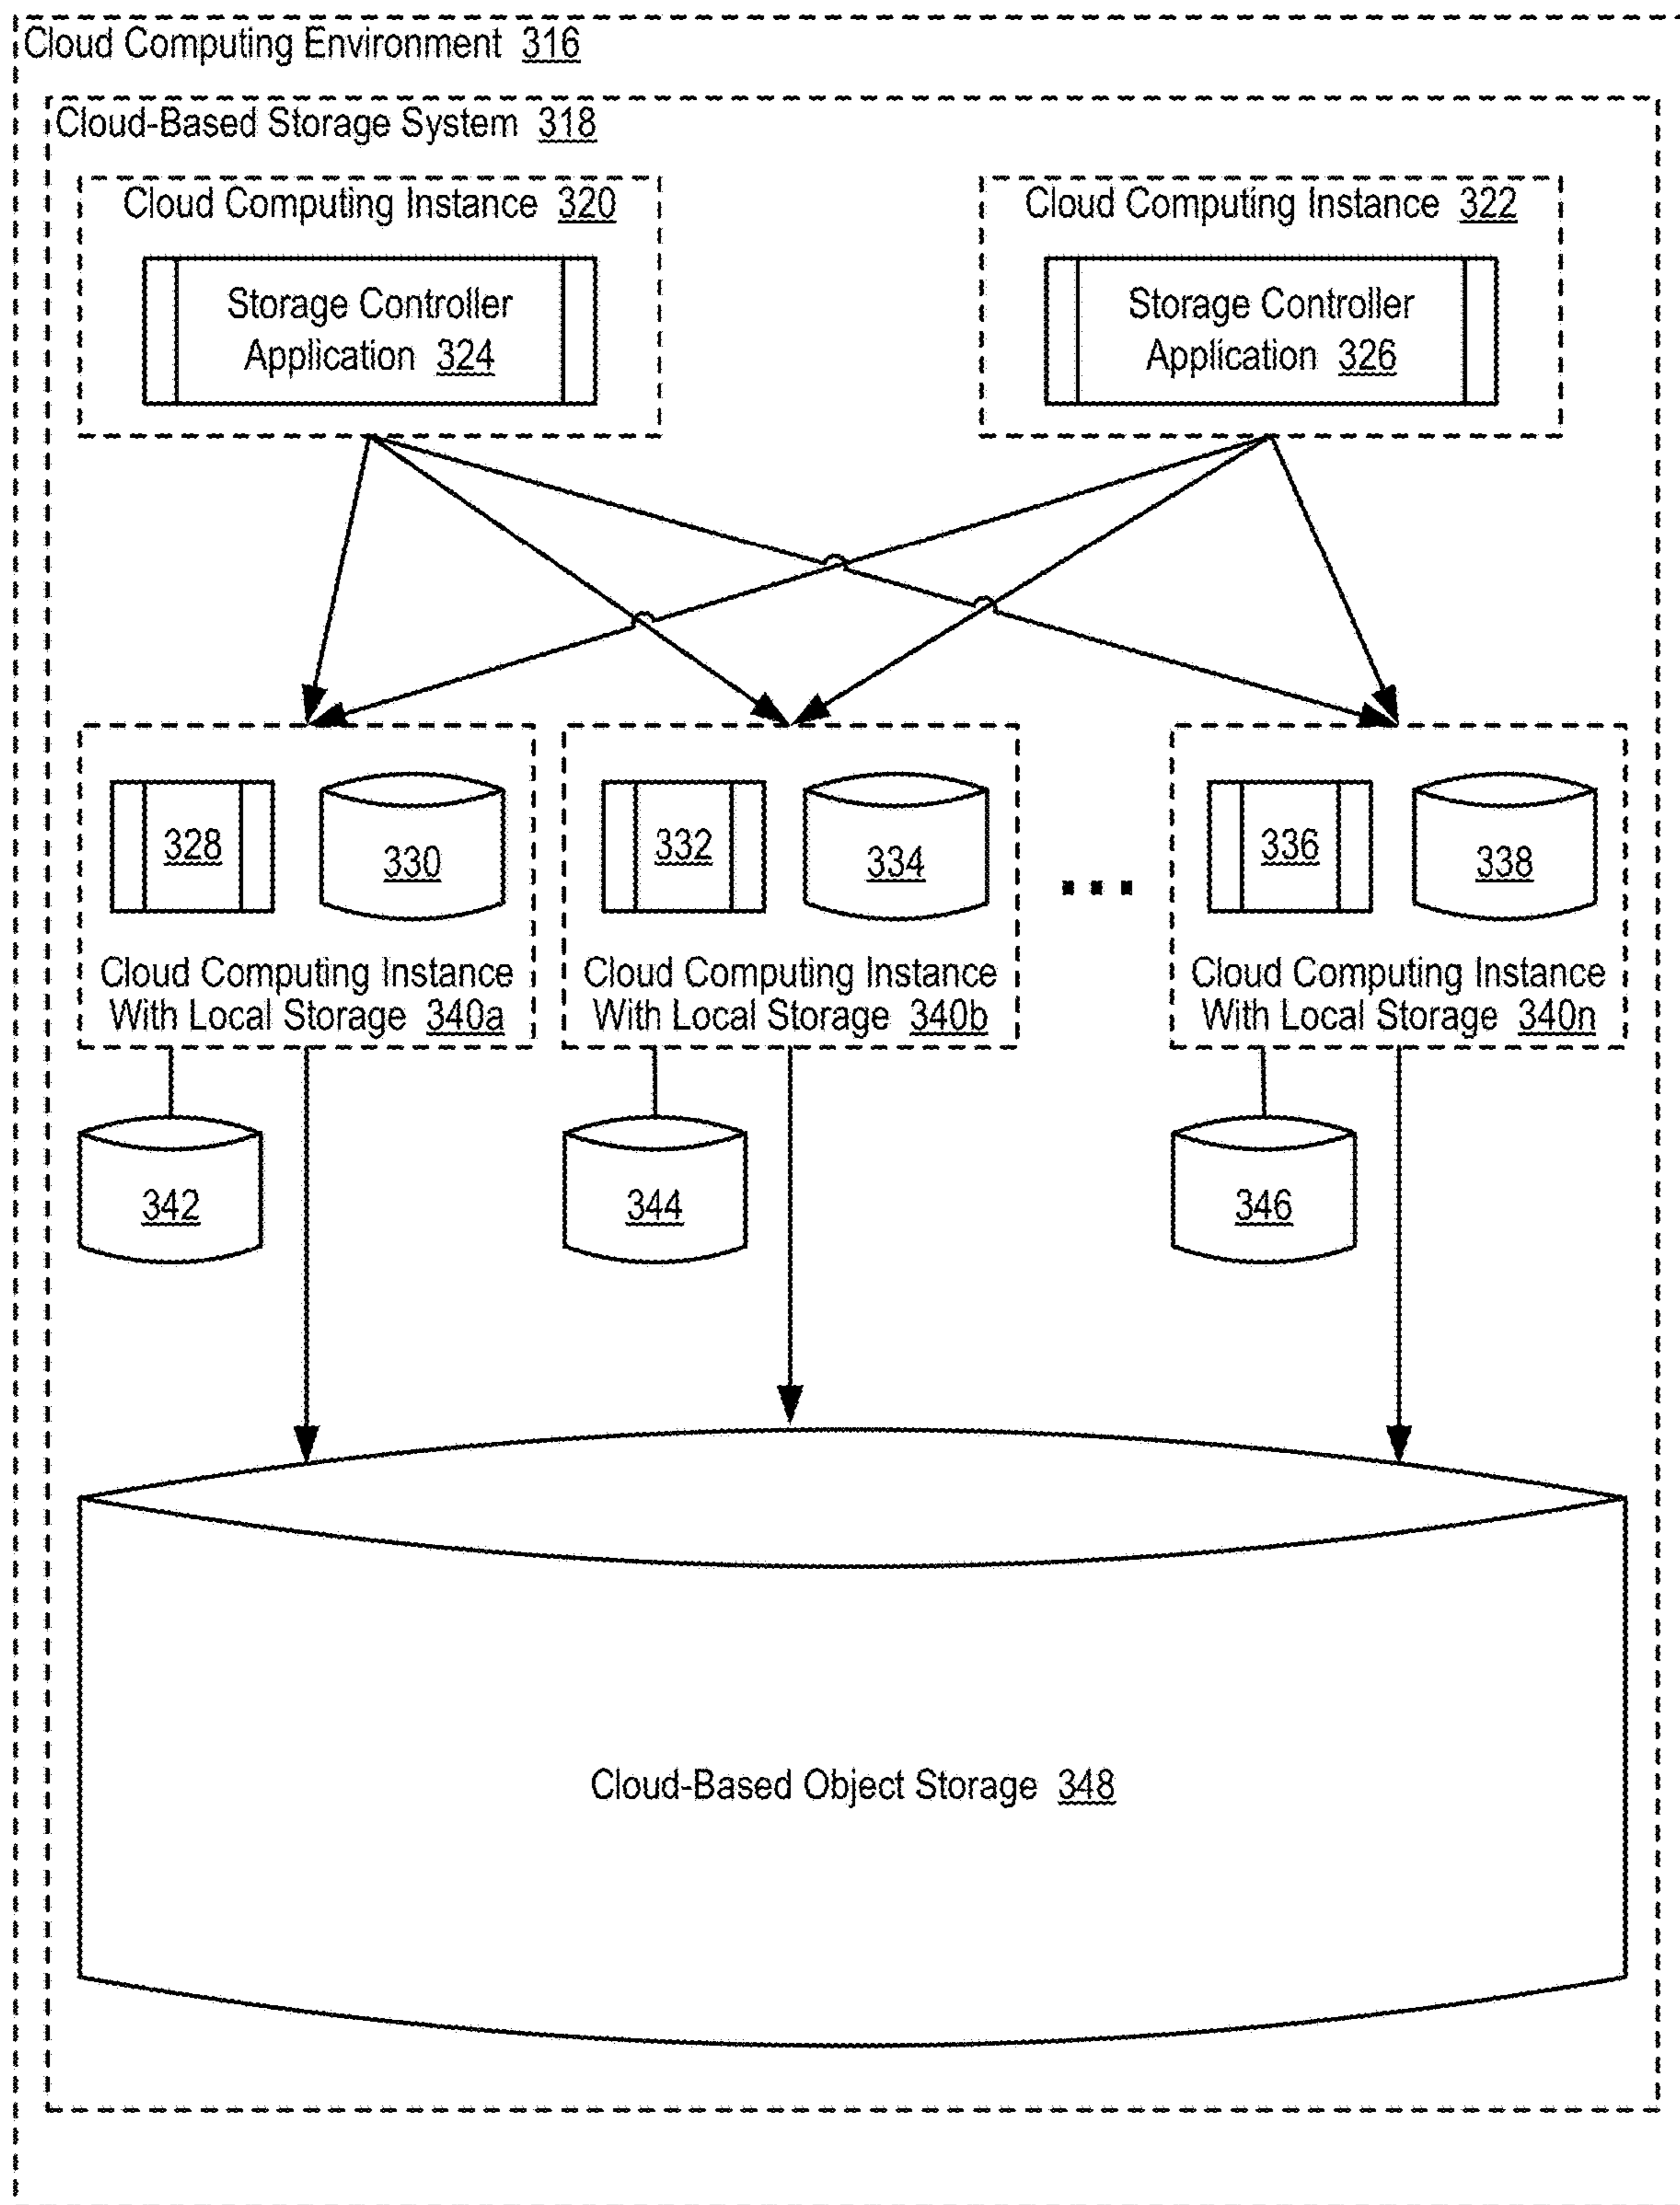 Cloud Computing Environment 316
Cloud-Based Storage System 318
Cloud Computing Instance 320
Storage Controller
Application 324
Cloud Computing Instance 322
Storage Controller
Application 326
328
330
Cloud Computing Instance
With Local Storage 340a
332
334
Cloud Computing Instance
With Local Storage 340b
...
336
338
Cloud Computing Instance
With Local Storage 340n
342
344
346
Cloud-Based Object Storage 348